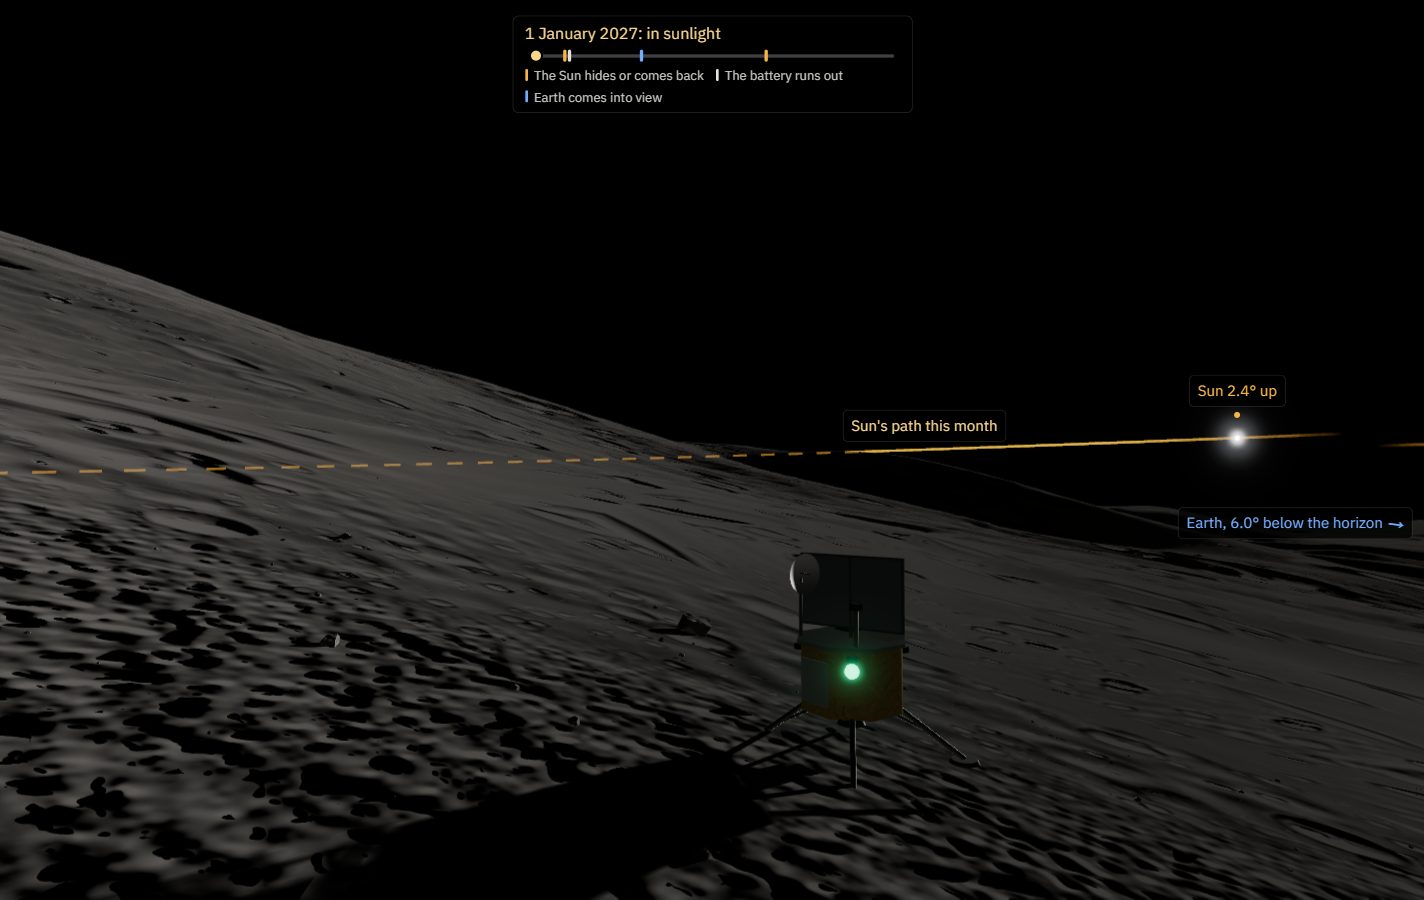 1 January 2027: in sunlight
The Sun hides or comes back
The battery runs out
Earth comes into view
Sun 2.4° up
Sun's path this month
Earth, 6.0° below the horizon →